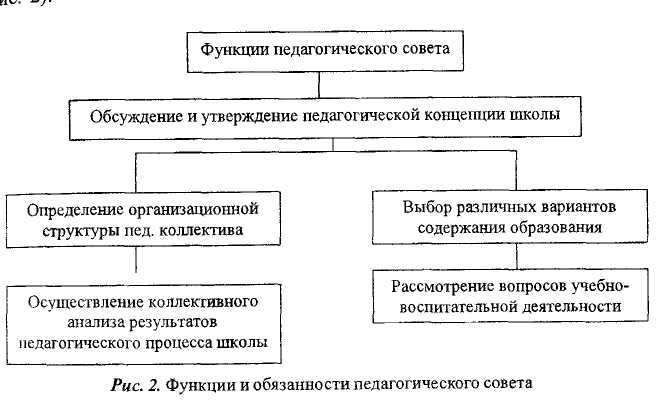 ис. 2).
Функции педагогического совета
Обсуждение и утверждение педагогической концепции школы
Определение организационной
структуры пед. коллектива
Выбор различных вариантов
содержания образования
Осуществление коллективного
анализа результатов
педагогического процесса школы
Рассмотрение вопросов учебно-
воспитательной деятельности
Рис. 2. Функции и обязанности педагогического совета